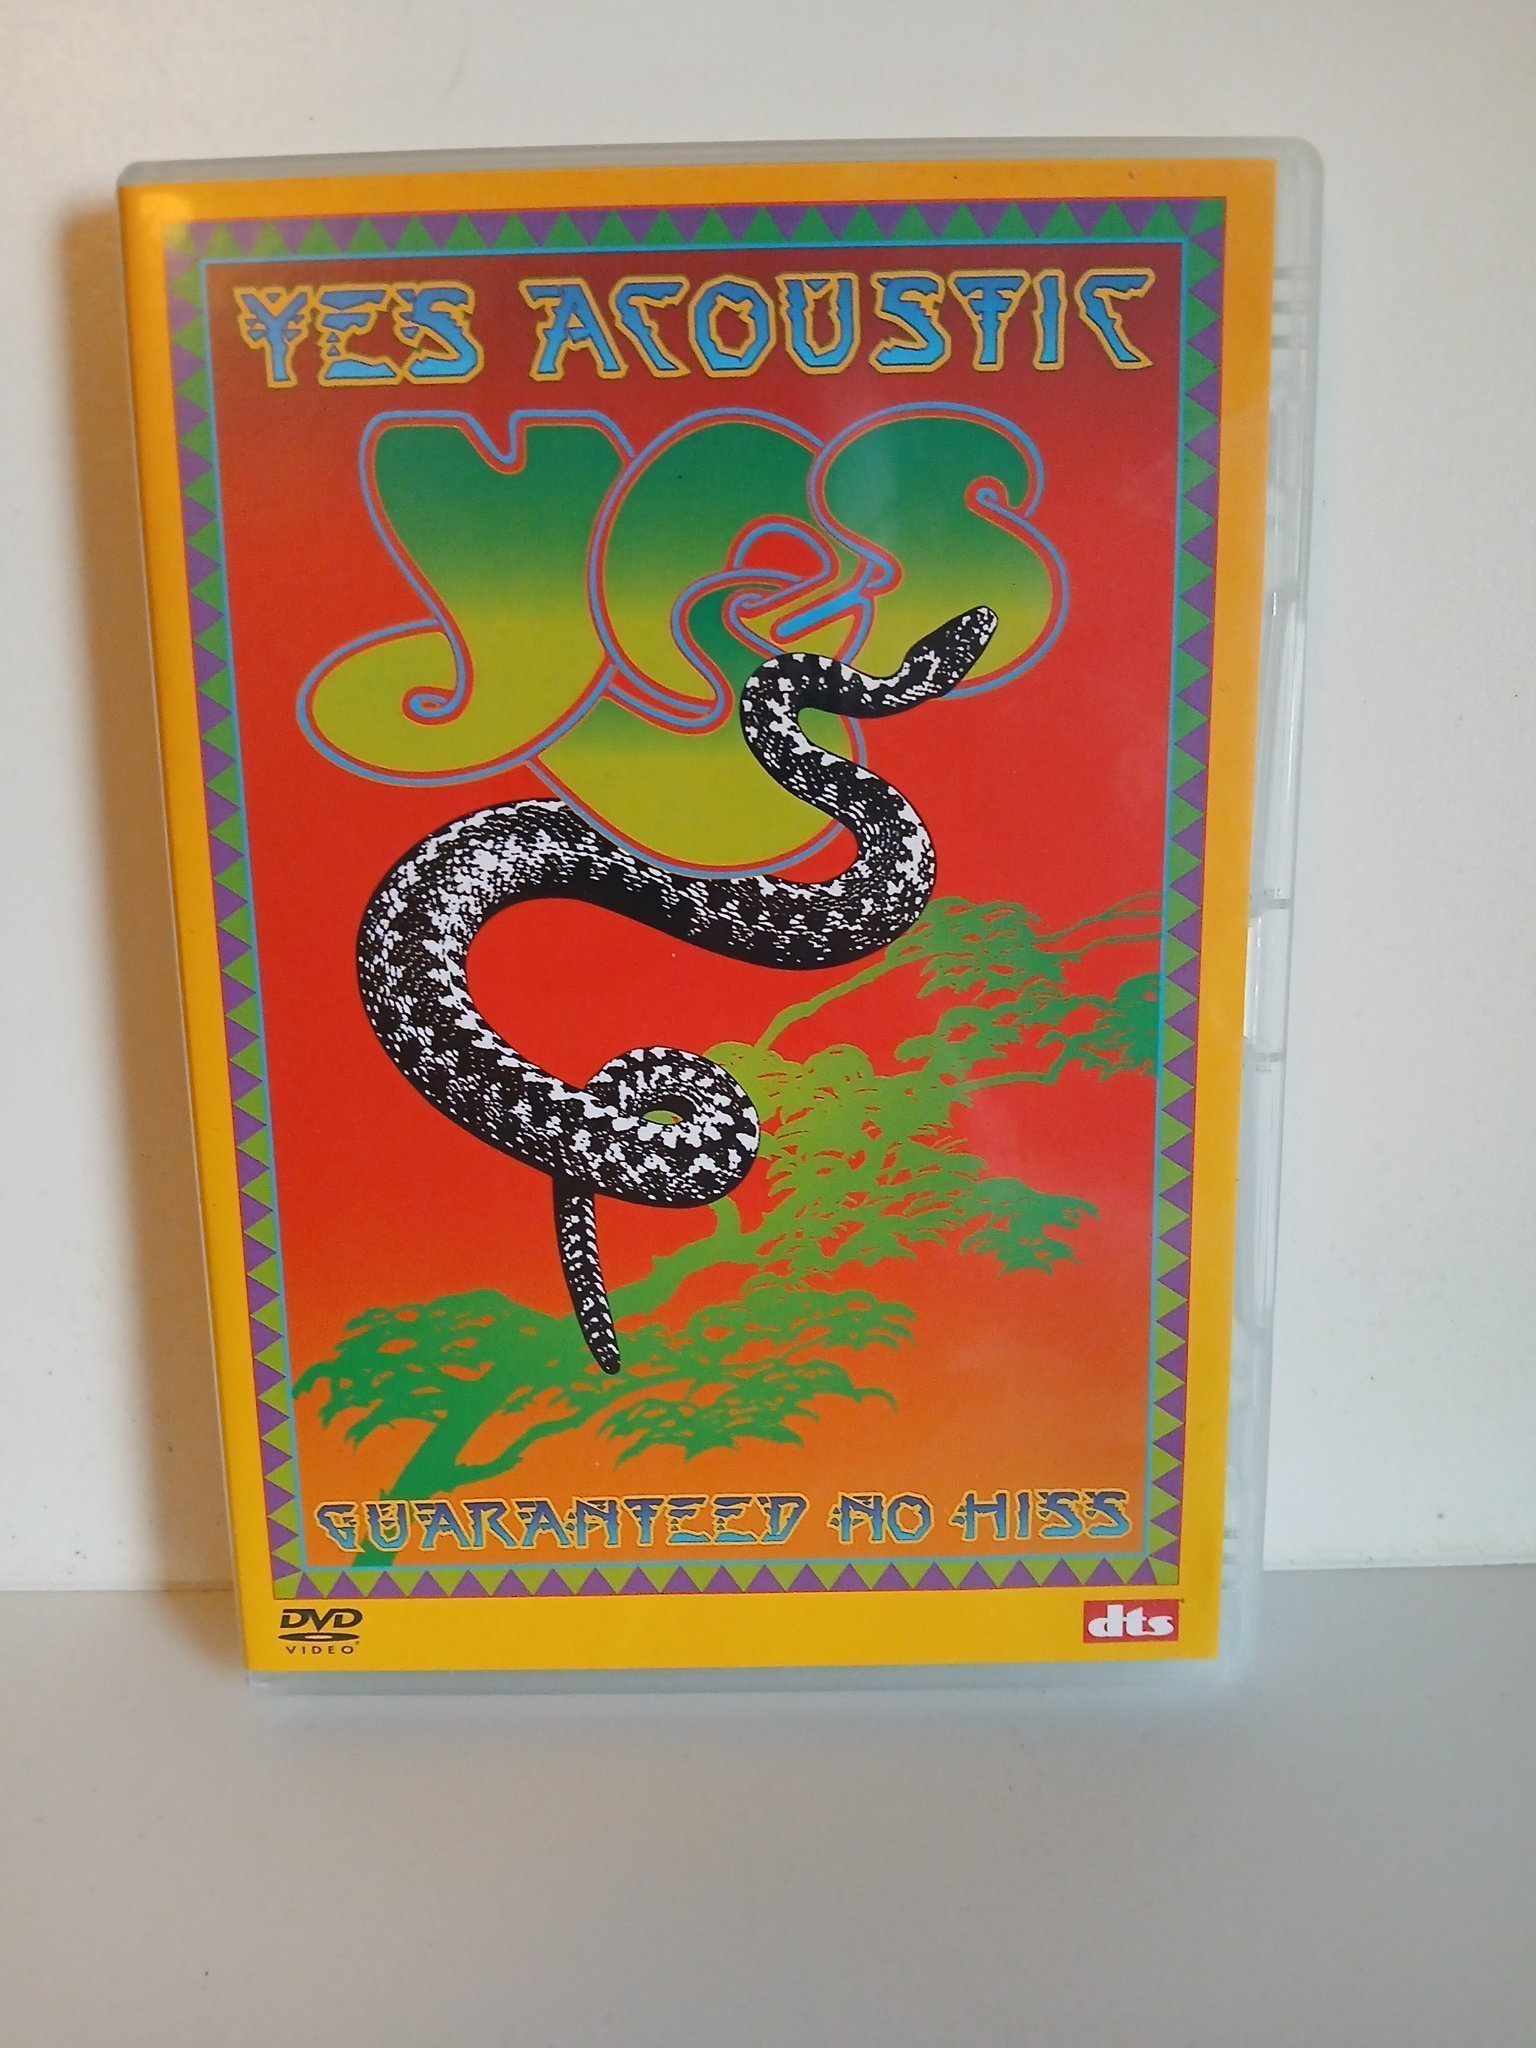 YES ACOUSTIC
yes
GUARANTEED NO HISS
DVD
VIDEO
dts